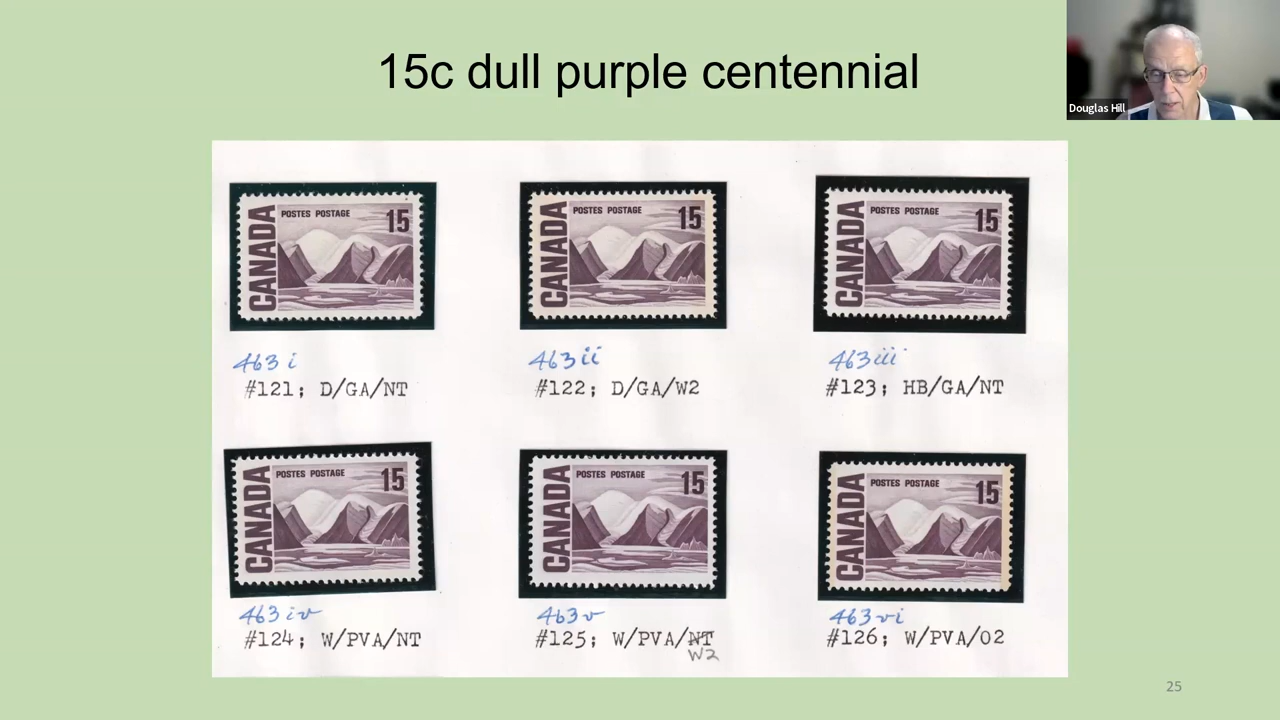 15c dull purple centennial
Douglas Hill
CANADA
POSTES POSTAGE
15
CANADA
POSTES POSTAGE
15
CANADA
POSTES POSTAGE
15
463 i
463 ii
463 iii
#121; D/GA/NT
#122; D/GA/W2
#123; HB/GA/NT
CANADA
POSTES POSTAGE
15
CANADA
POSTES POSTAGE
15
CANADA
POSTES POSTAGE
15
463 iv
463 v
463 vi
#124; W/PVA/NT
#125; W/PVA/NT
W2
#126; W/PVA/O2
25